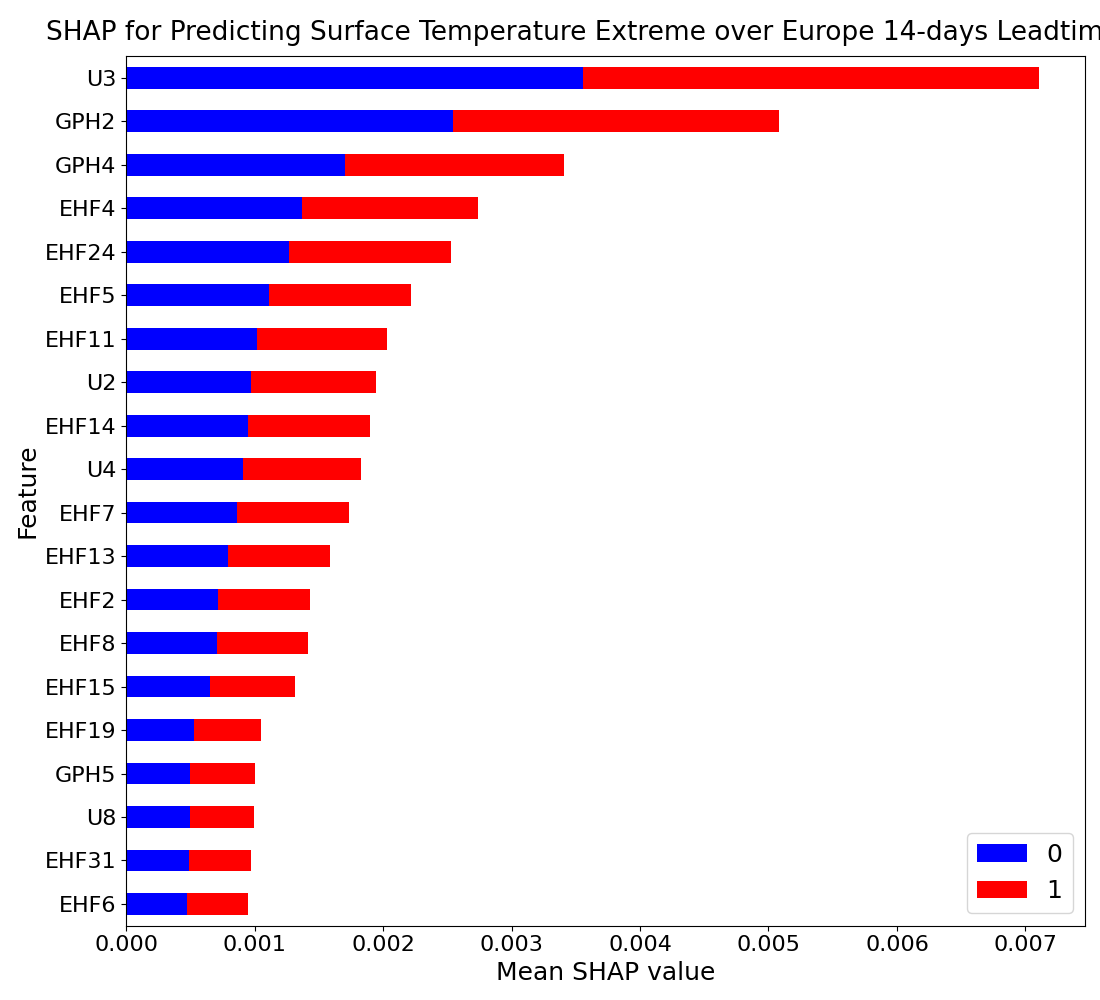 SHAP for Predicting Surface Temperature Extreme over Europe 14-days Leadtim
U3
GPH2
GPH4
EHF4
EHF24
EHF5
EHF11
U2
EHF14
U4
EHF7
EHF13
EHF2
EHF8
EHF15
EHF19
GPH5
U8
EHF31
EHF6
Feature
0
1
0.000 0.001 0.002 0.003 0.004 0.005 0.006 0.007
Mean SHAP value